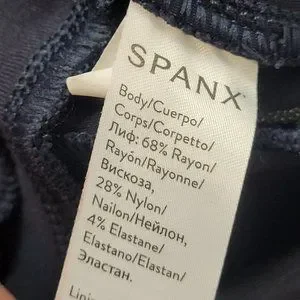 SPANX®
Body/Cuerpo/
Corps/Corpetto/
Лиф: 68% Rayon/
Rayón/Rayonne/
Вискоза,
28% Nylon/
Nailon/Нейлон,
4% Elastane/
Elastano/Elastan/
Эластан.